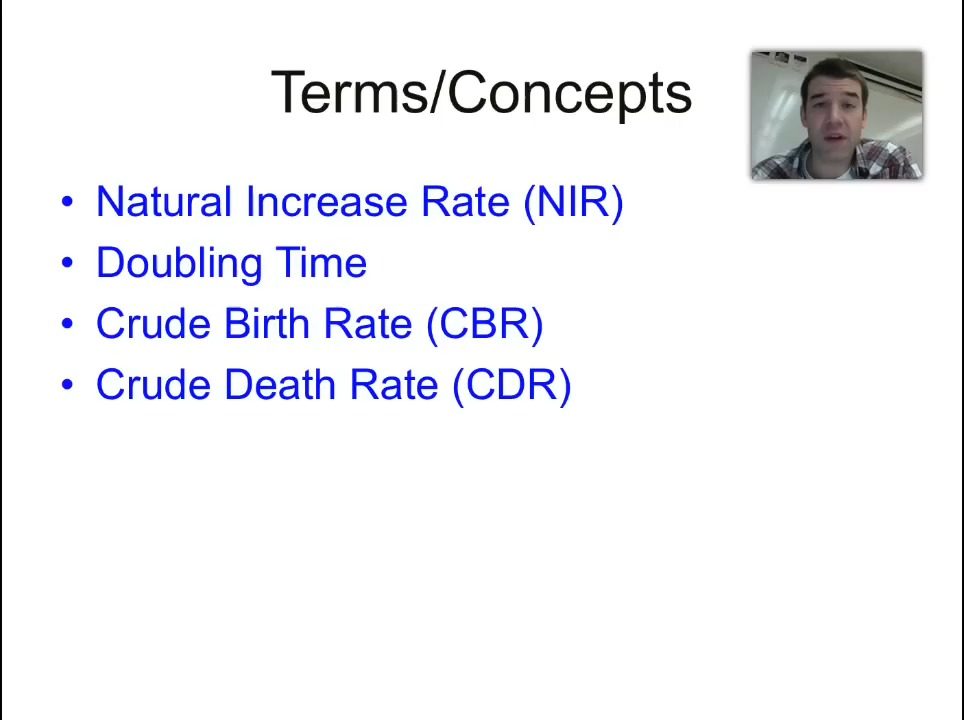 Terms/Concepts
• Natural Increase Rate (NIR)
• Doubling Time
• Crude Birth Rate (CBR)
• Crude Death Rate (CDR)